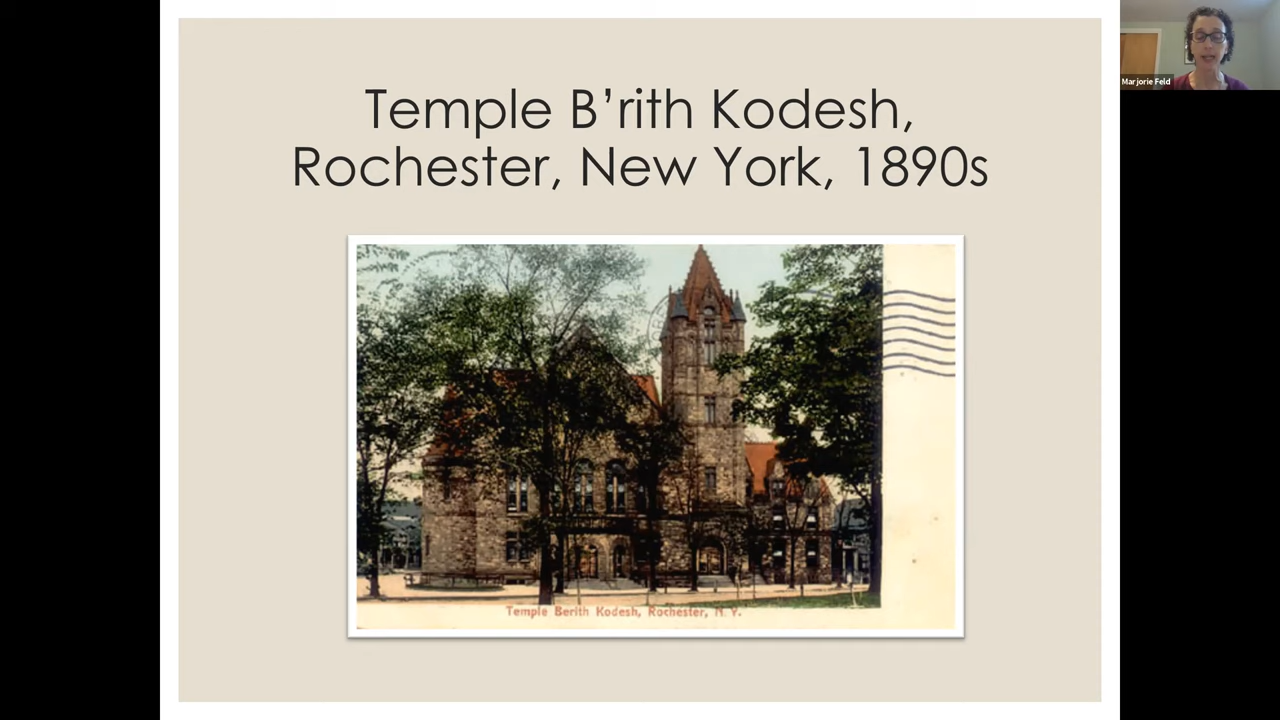 Temple B’rith Kodesh,
Rochester, New York, 1890s
Temple Berith Kodesh, Rochester, N. Y.
Marjorie Feld